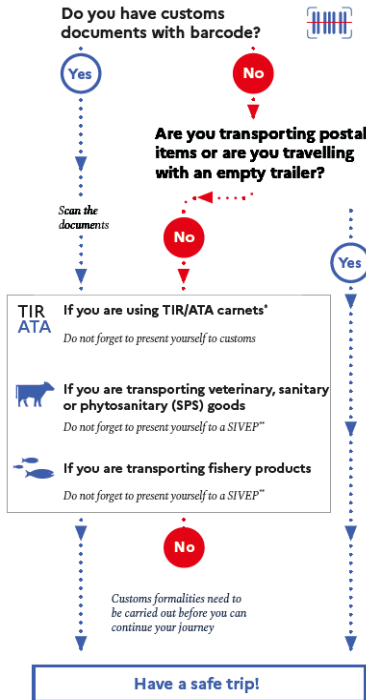 Do you have customs
documents with barcode?
Yes
No
Are you transporting postal
items or are you travelling
with an empty trailer?
Scan the
documents
No
Yes
TIR
ATA
If you are using TIR/ATA carnets*
Do not forget to present yourself to customs
If you are transporting veterinary, sanitary
or phytosanitary (SPS) goods
Do not forget to present yourself to a SIVEP**
If you are transporting fishery products
Do not forget to present yourself to a SIVEP**
No
Customs formalities need to
be carried out before you can
continue your journey
Have a safe trip!